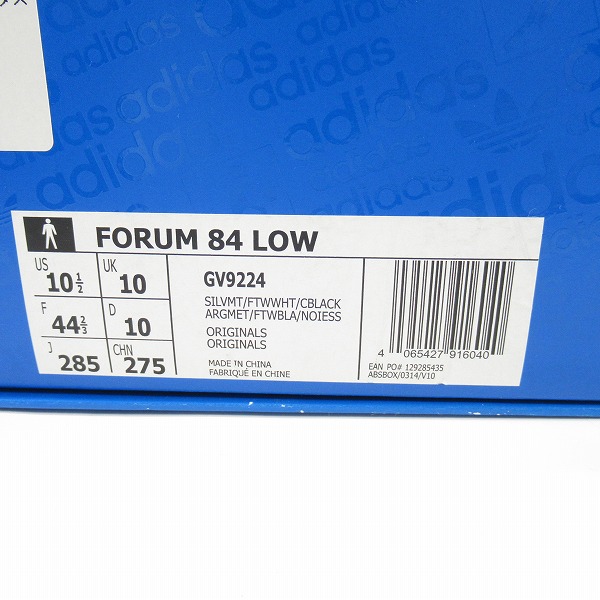 adidas
adidas
adidas
adidas
adidas
adidas
FORUM 84 LOW
US 10 1/2 UK 10
F 44 2/3 D 10
J 285 CHN 275
GV9224
SILVMT/FTWWHT/CBLACK
ARGMET/FTWBLA/NOIESS
ORIGINALS
ORIGINALS
MADE IN CHINA
FABRIQUÉ EN CHINE
4 065427 916040
EAN PO# 129285435
ABSBOX/0314/V10